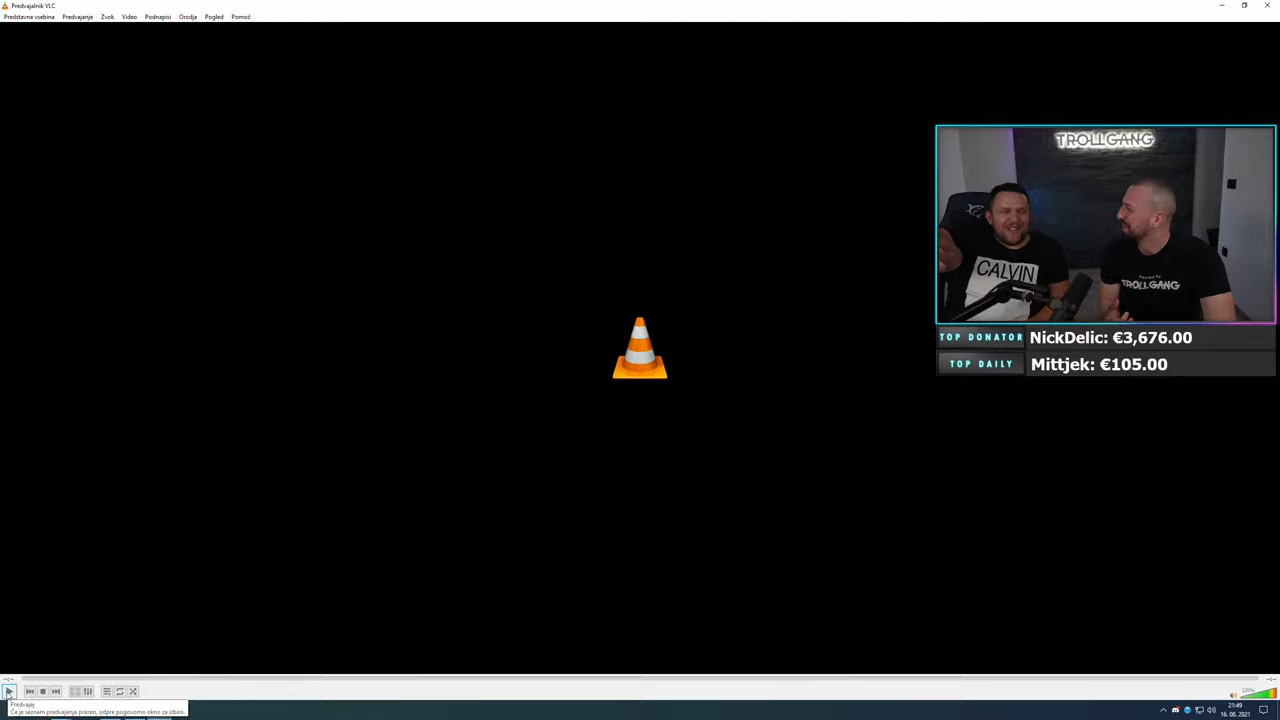 Predvajalnik VLC
Predstavna vsebina Predvajanje Zvok Video Podnapisi Orodja Pogled Pomoč
TROLLGANG
CALVIN
TROLLGANG
TOP DONATOR NickDelic: €3,676.00
TOP DAILY Mittjek: €105.00
--:-- --:--
125%
Predvajaj
Če je seznam predvajanja prazen, odpre pogovorno okno za izbiro.
21:49
16. 08. 2021